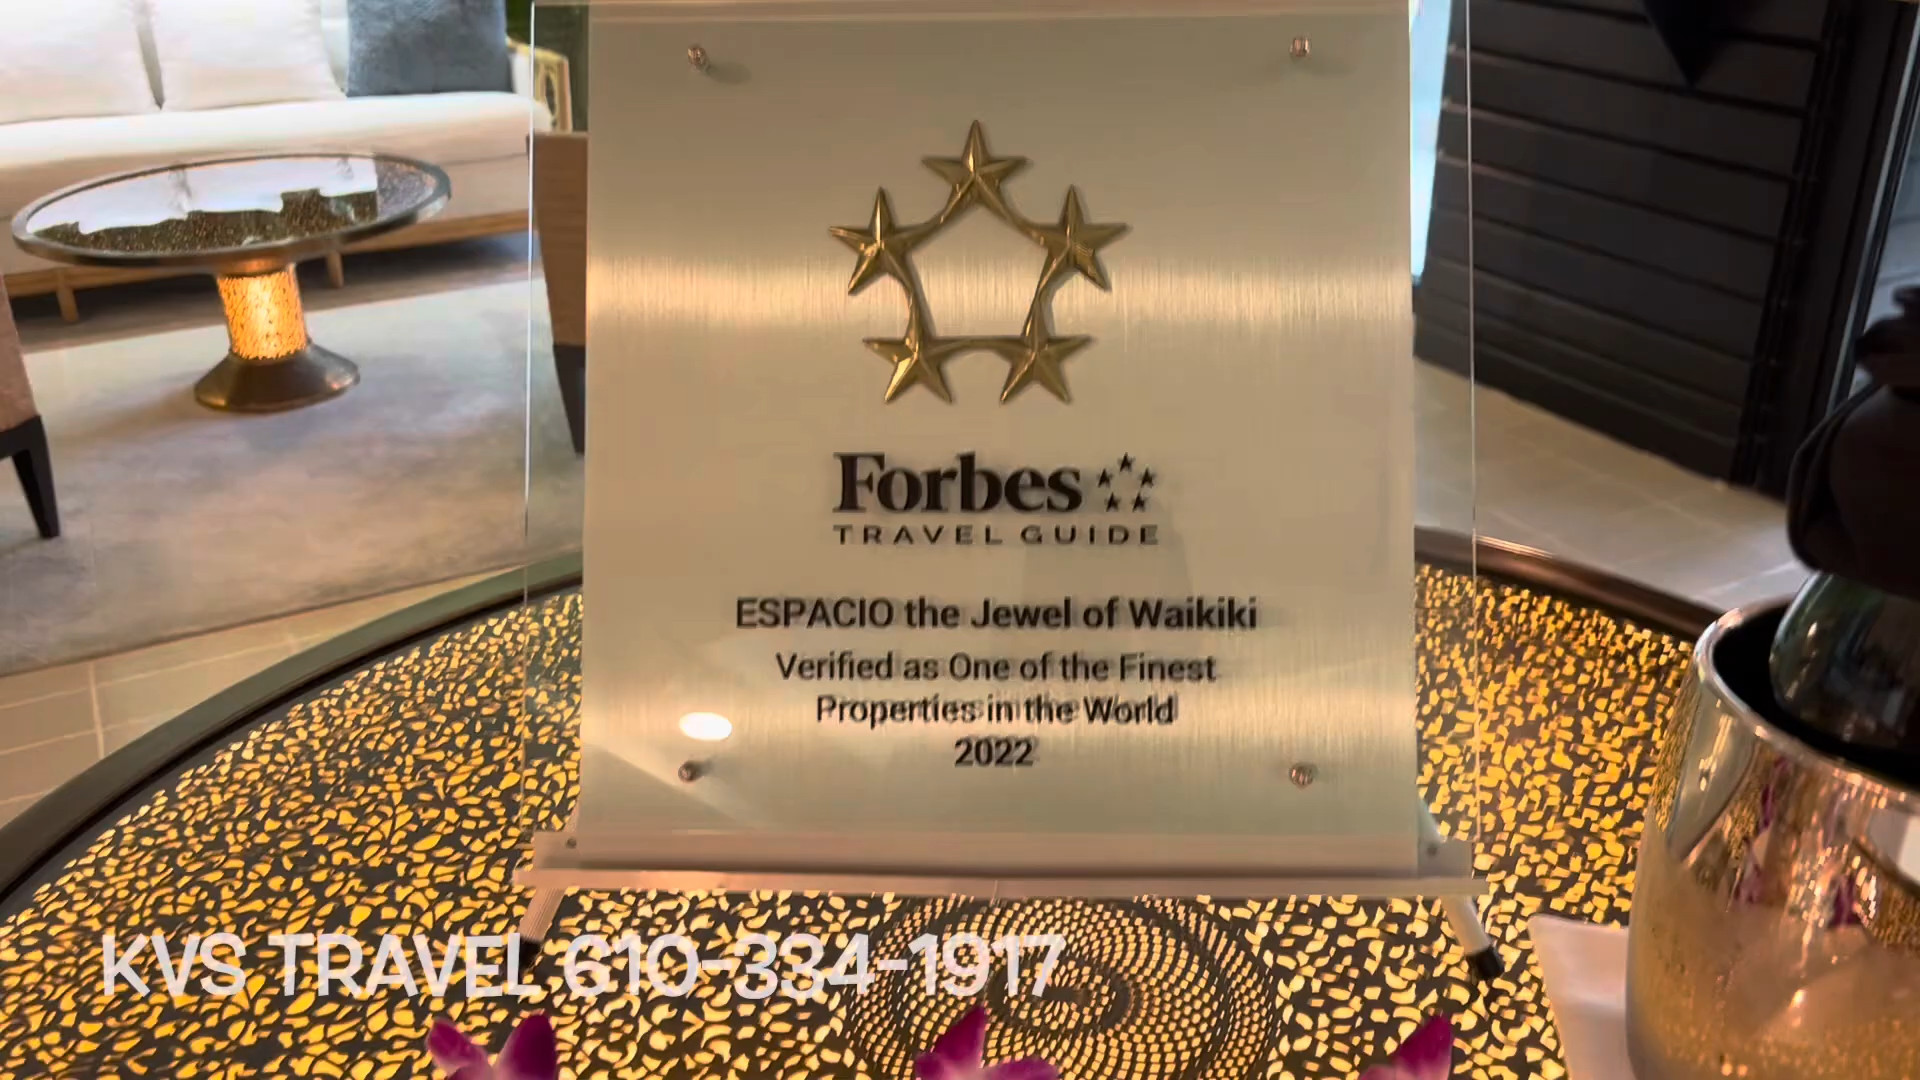 Forbes
TRAVEL GUIDE
ESPACIO the Jewel of Waikiki
Verified as One of the Finest
Properties in the World
2022
KVS TRAVEL 610-334-1917